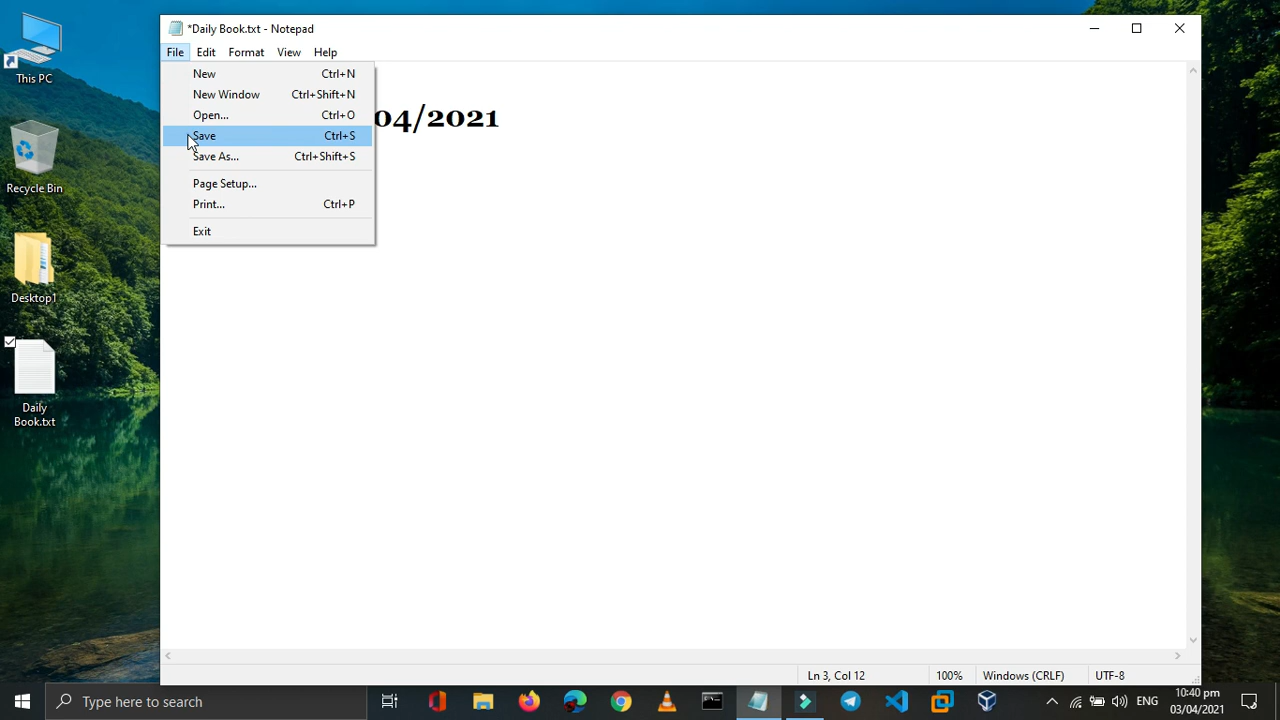 This PC
Recycle Bin
Desktop1
Daily
Book.txt
*Daily Book.txt - Notepad
File Edit Format View Help
New Ctrl+N
New Window Ctrl+Shift+N
Open... Ctrl+O
Save Ctrl+S
Save As... Ctrl+Shift+S
Page Setup...
Print... Ctrl+P
Exit
04/2021
Ln 3, Col 12 100% Windows (CRLF) UTF-8
Type here to search
ENG
10:40 pm
03/04/2021